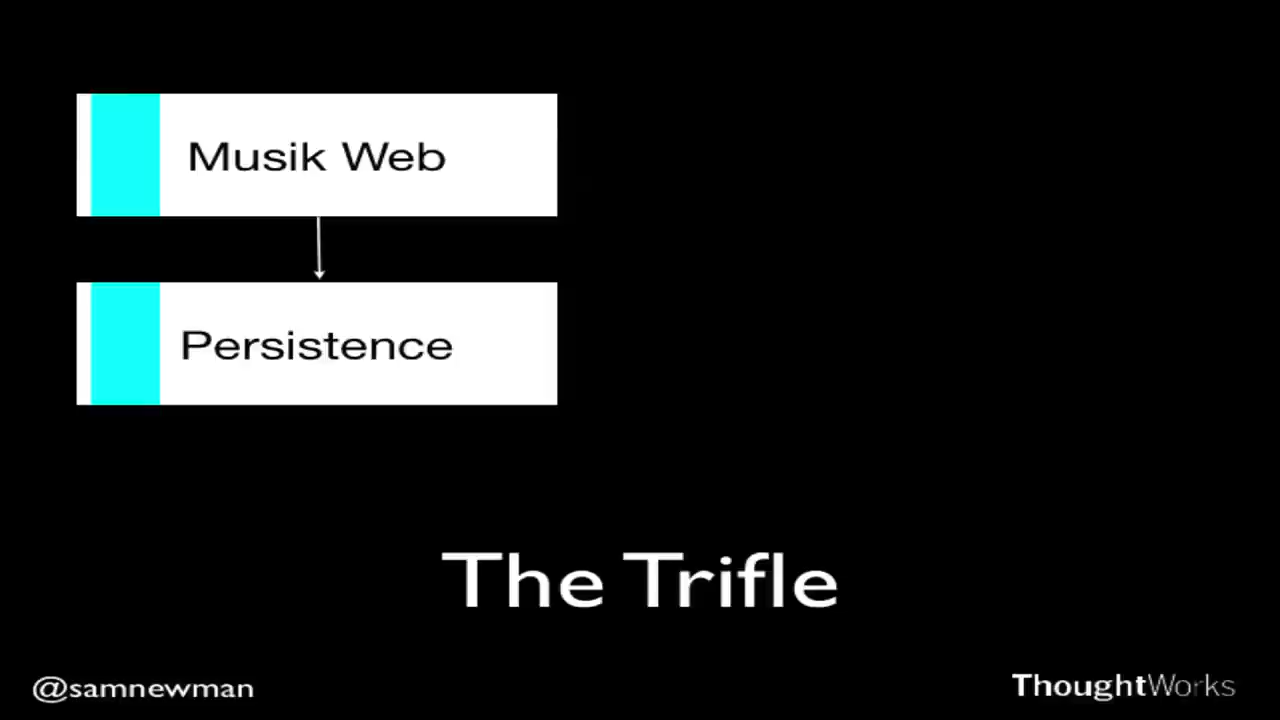 Musik Web
Persistence
The Trifle
@samnewman
ThoughtWorks